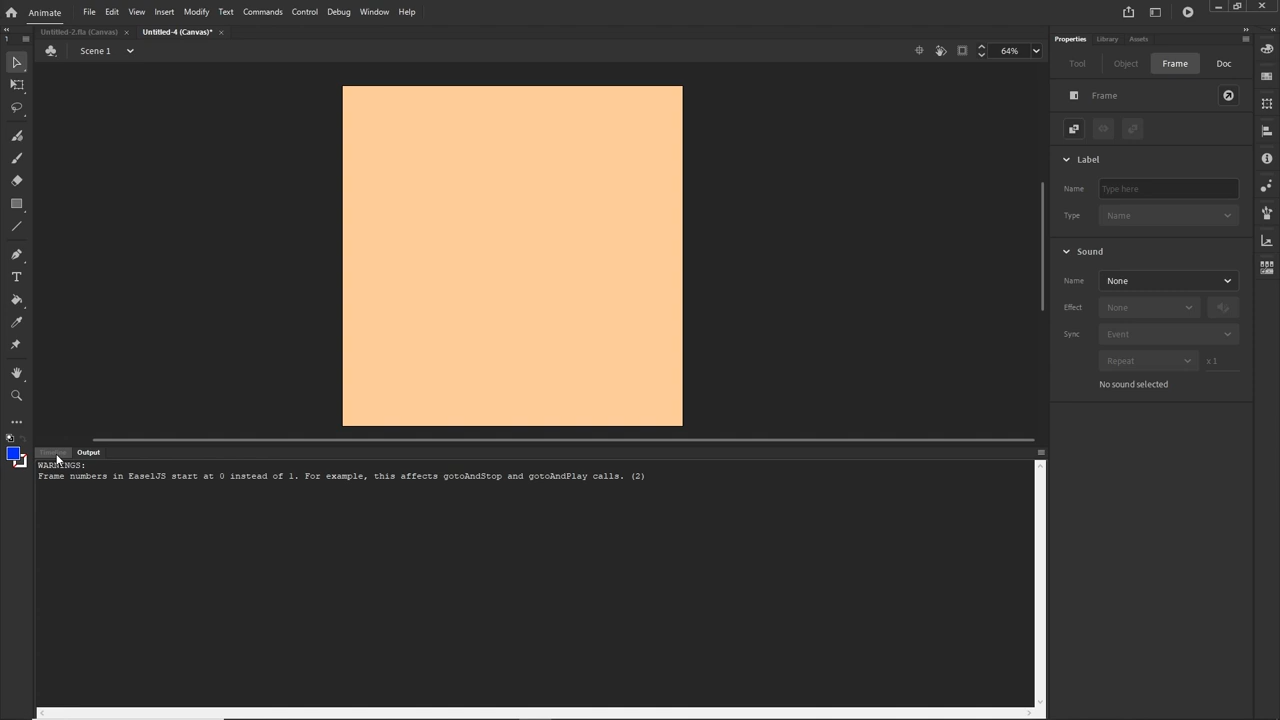 Animate File Edit View Insert Modify Text Commands Control Debug Window Help
Untitled-2.fla (Canvas) × Untitled-4 (Canvas)* ×
Scene 1 64%
Properties Library Assets
Tool Object Frame Doc
Frame
Label
Name Type here
Type Name
Sound
Name None
Effect None
Sync Event
Repeat x 1
No sound selected
Timeline Output
WARNINGS:
Frame numbers in EaselJS start at 0 instead of 1. For example, this affects gotoAndStop and gotoAndPlay calls. (2)